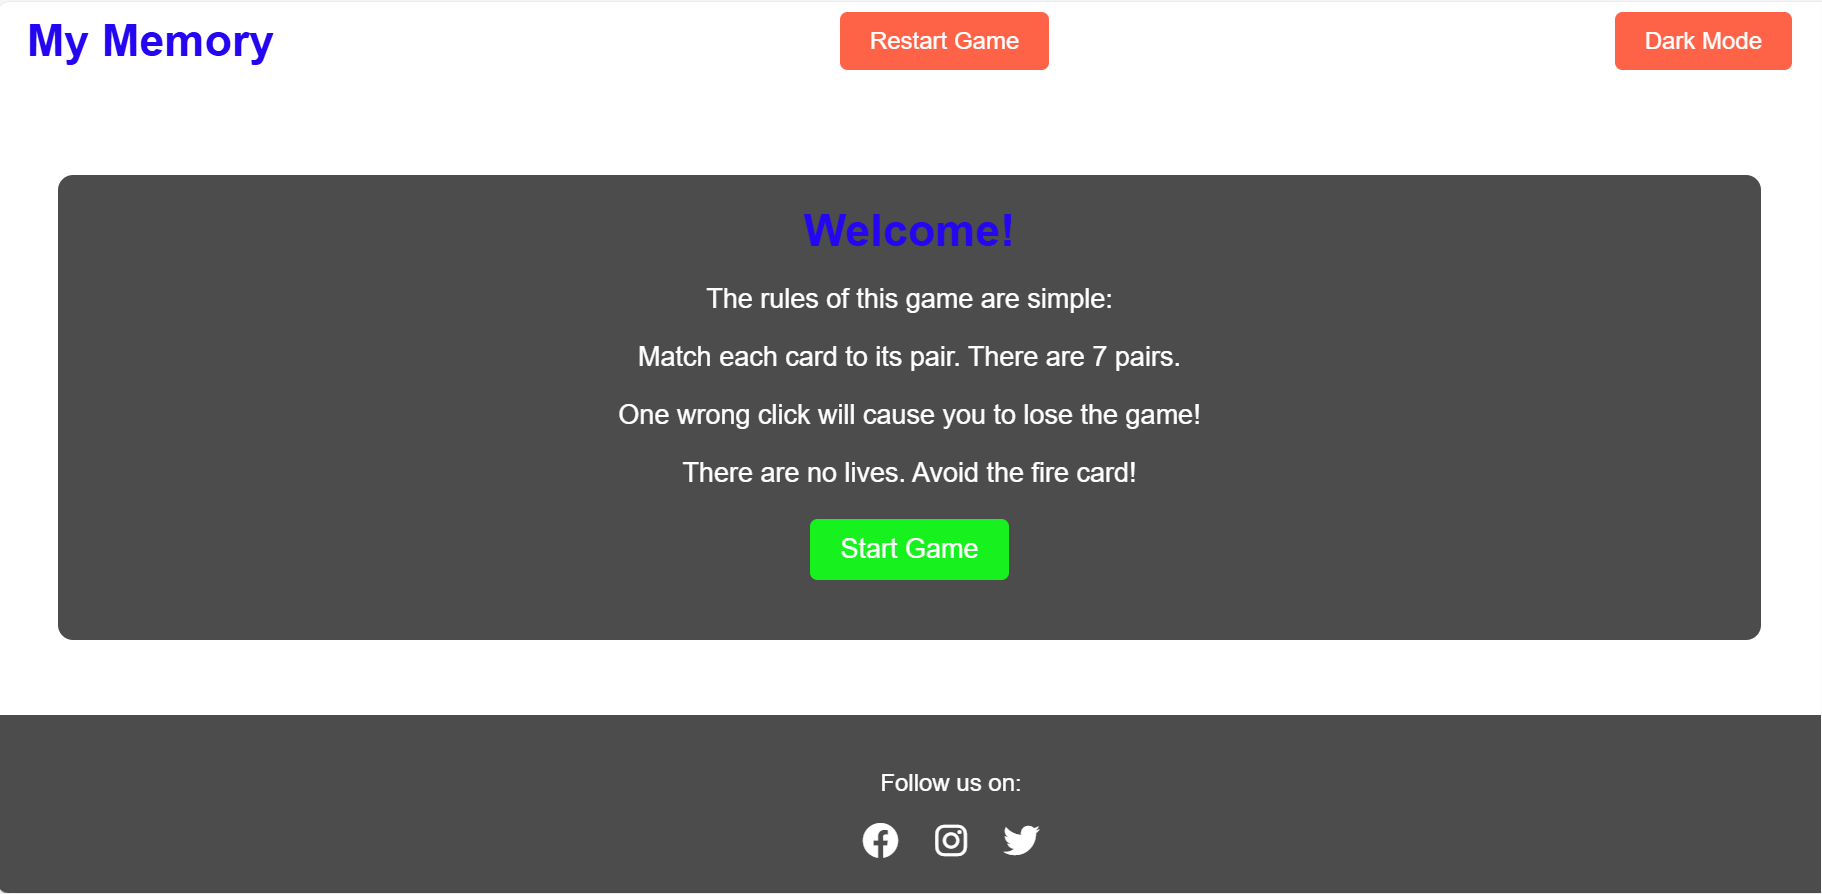 My Memory
Restart Game
Dark Mode
Welcome!
The rules of this game are simple:
Match each card to its pair. There are 7 pairs.
One wrong click will cause you to lose the game!
There are no lives. Avoid the fire card!
Start Game
Follow us on: